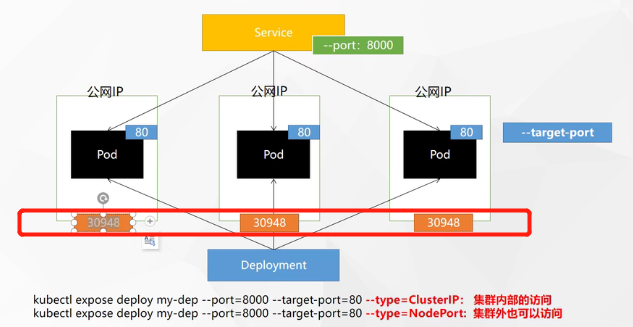 Service
--port：8000
公网IP
公网IP
公网IP
80
80
80
--target-port
Pod
Pod
Pod
30948
30948
30948
Deployment
kubectl expose deploy my-dep --port=8000 --target-port=80 --type=ClusterIP： 集群内部的访问
kubectl expose deploy my-dep --port=8000 --target-port=80 --type=NodePort: 集群外也可以访问